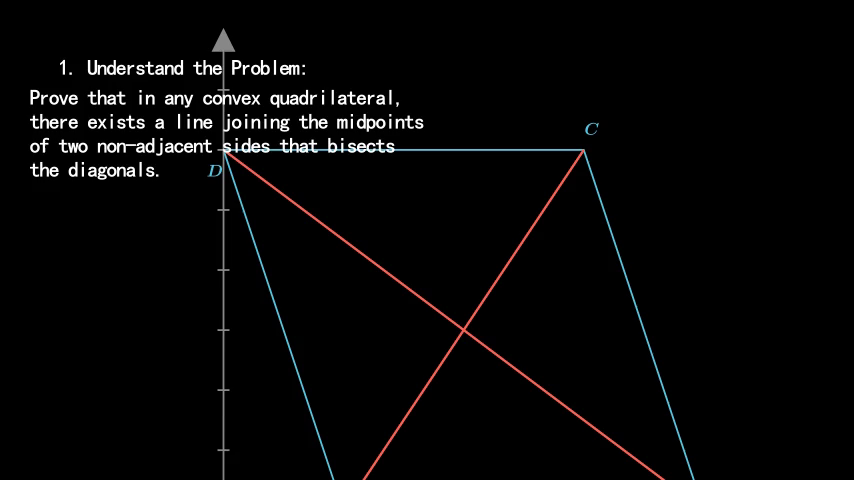 1. Understand the Problem:
Prove that in any convex quadrilateral,
there exists a line joining the midpoints
of two non-adjacent sides that bisects
the diagonals.
C
D